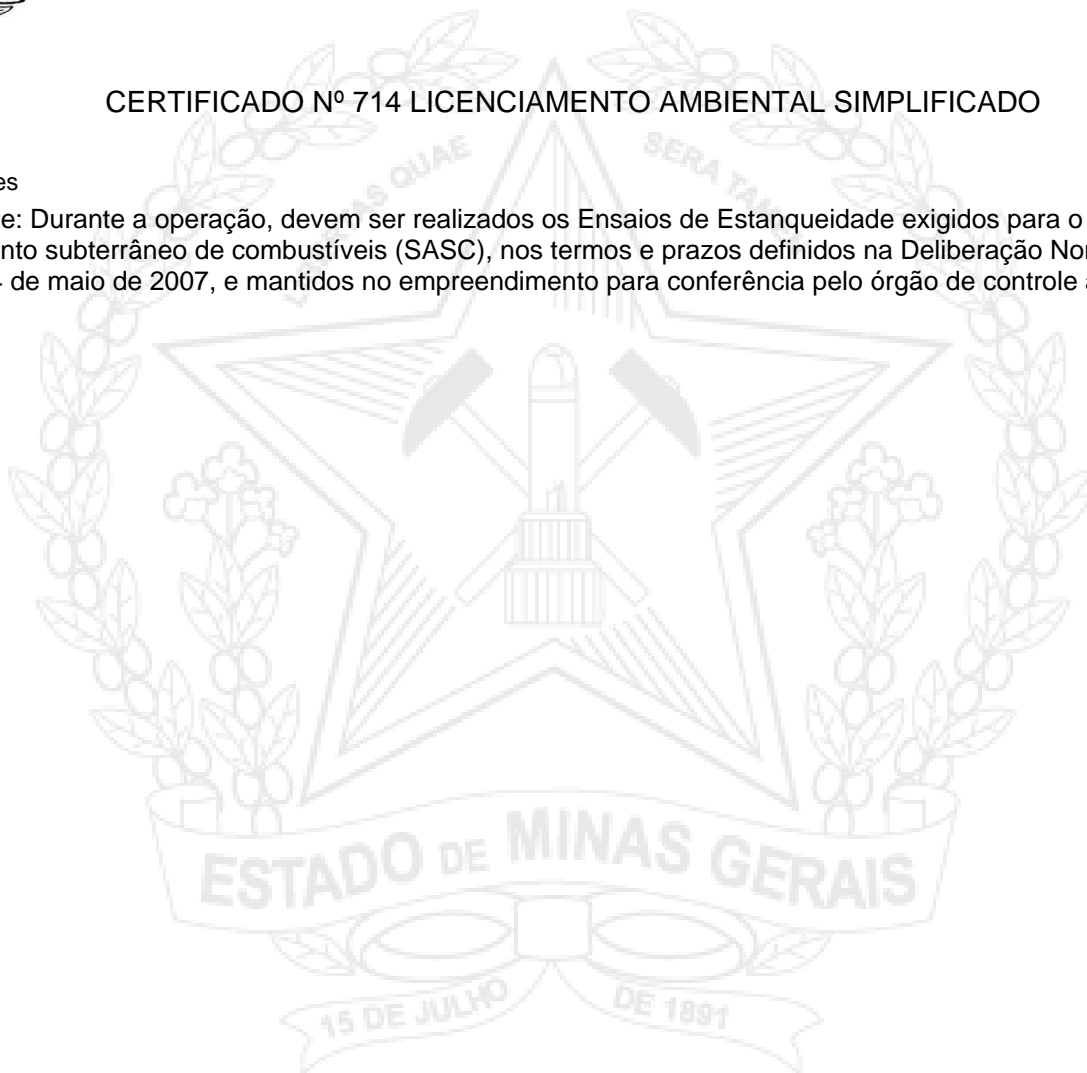 CERTIFICADO Nº 714 LICENCIAMENTO AMBIENTAL SIMPLIFICADO
es
e: Durante a operação, devem ser realizados os Ensaios de Estanqueidade exigidos para o
nto subterrâneo de combustíveis (SASC), nos termos e prazos definidos na Deliberação Nor
de maio de 2007, e mantidos no empreendimento para conferência pelo órgão de controle a
QUAE SERA TAMEN
ESTADO DE MINAS GERAIS
15 DE JULHO DE 1891